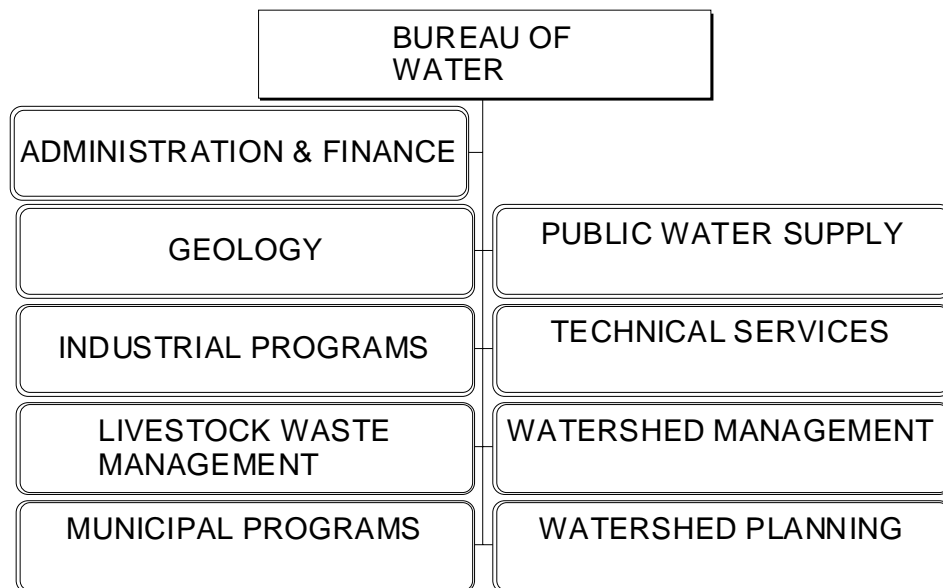 BUREAU OF
WATER
ADMINISTRATION & FINANCE
GEOLOGY
PUBLIC WATER SUPPLY
INDUSTRIAL PROGRAMS
TECHNICAL SERVICES
LIVESTOCK WASTE
MANAGEMENT
WATERSHED MANAGEMENT
MUNICIPAL PROGRAMS
WATERSHED PLANNING